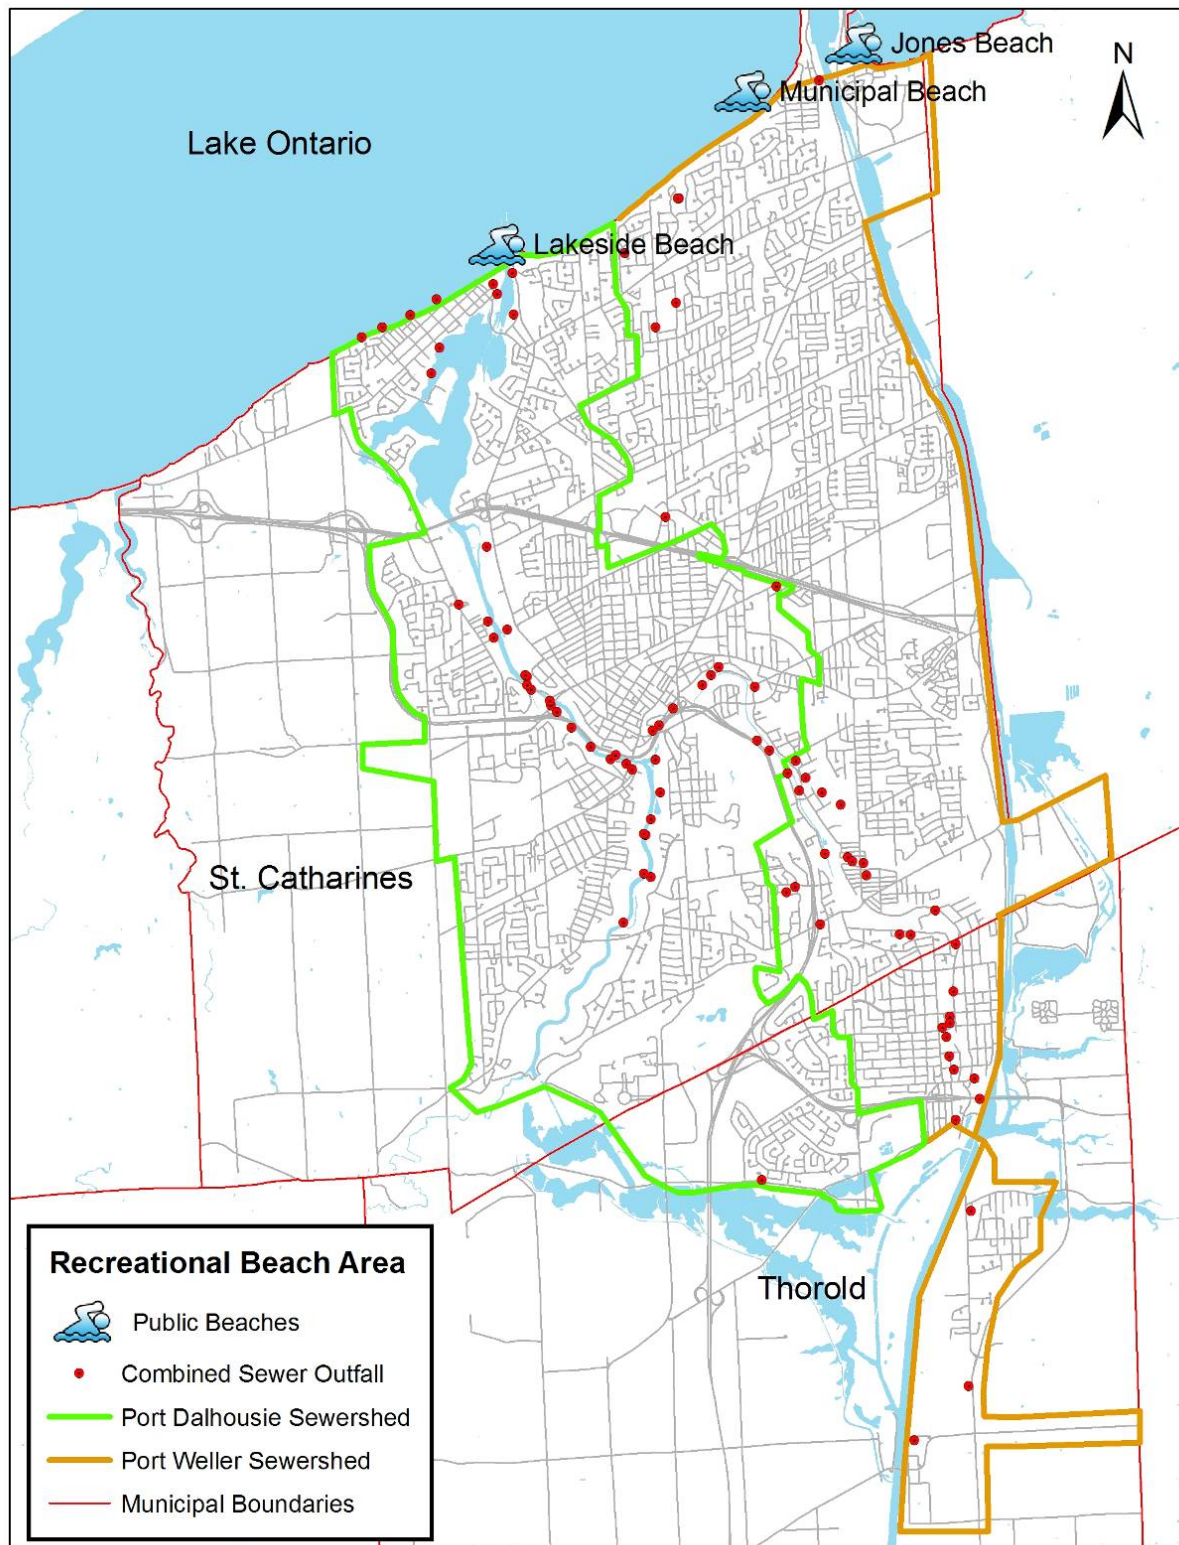 Jones Beach
N
Municipal Beach
Lake Ontario
Lakeside Beach
St. Catharines
Thorold
Recreational Beach Area
Public Beaches
Combined Sewer Outfall
Port Dalhousie Sewershed
Port Weller Sewershed
Municipal Boundaries